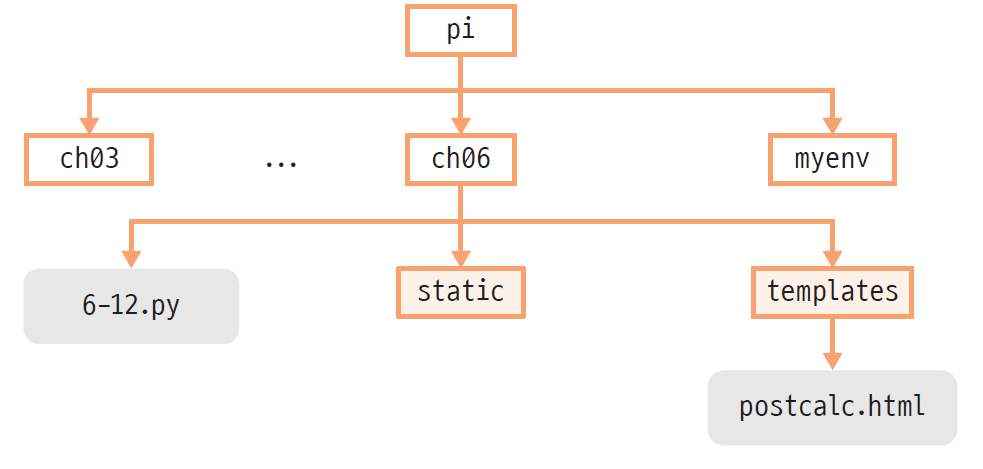 pi
ch03
...
ch06
myenv
6-12.py
static
templates
postcalc.html